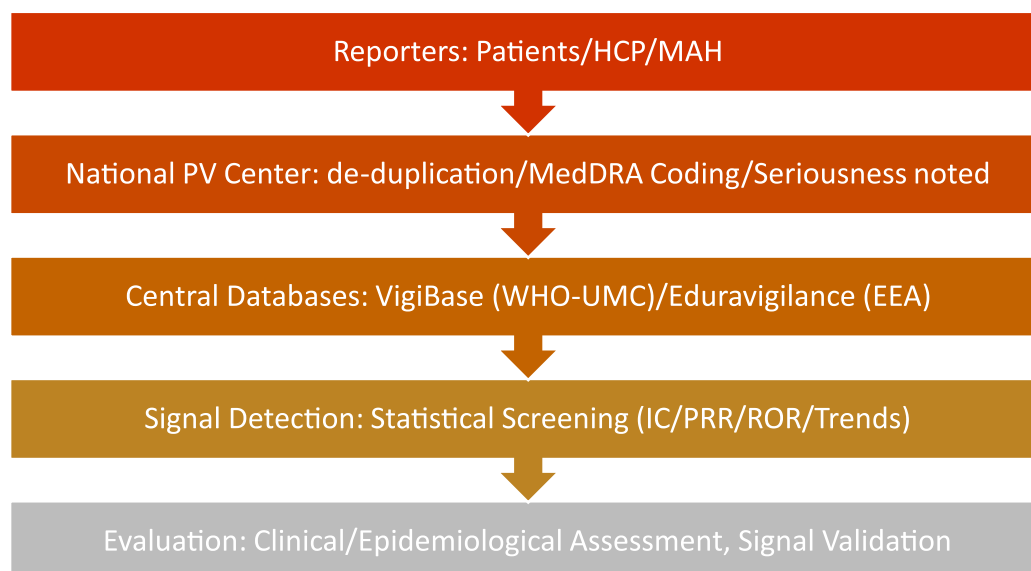 Reporters: Patients/HCP/MAH
National PV Center: de-duplication/MedDRA Coding/Seriousness noted
Central Databases: VigiBase (WHO-UMC)/Eduravigilance (EEA)
Signal Detection: Statistical Screening (IC/PRR/ROR/Trends)
Evaluation: Clinical/Epidemiological Assessment, Signal Validation